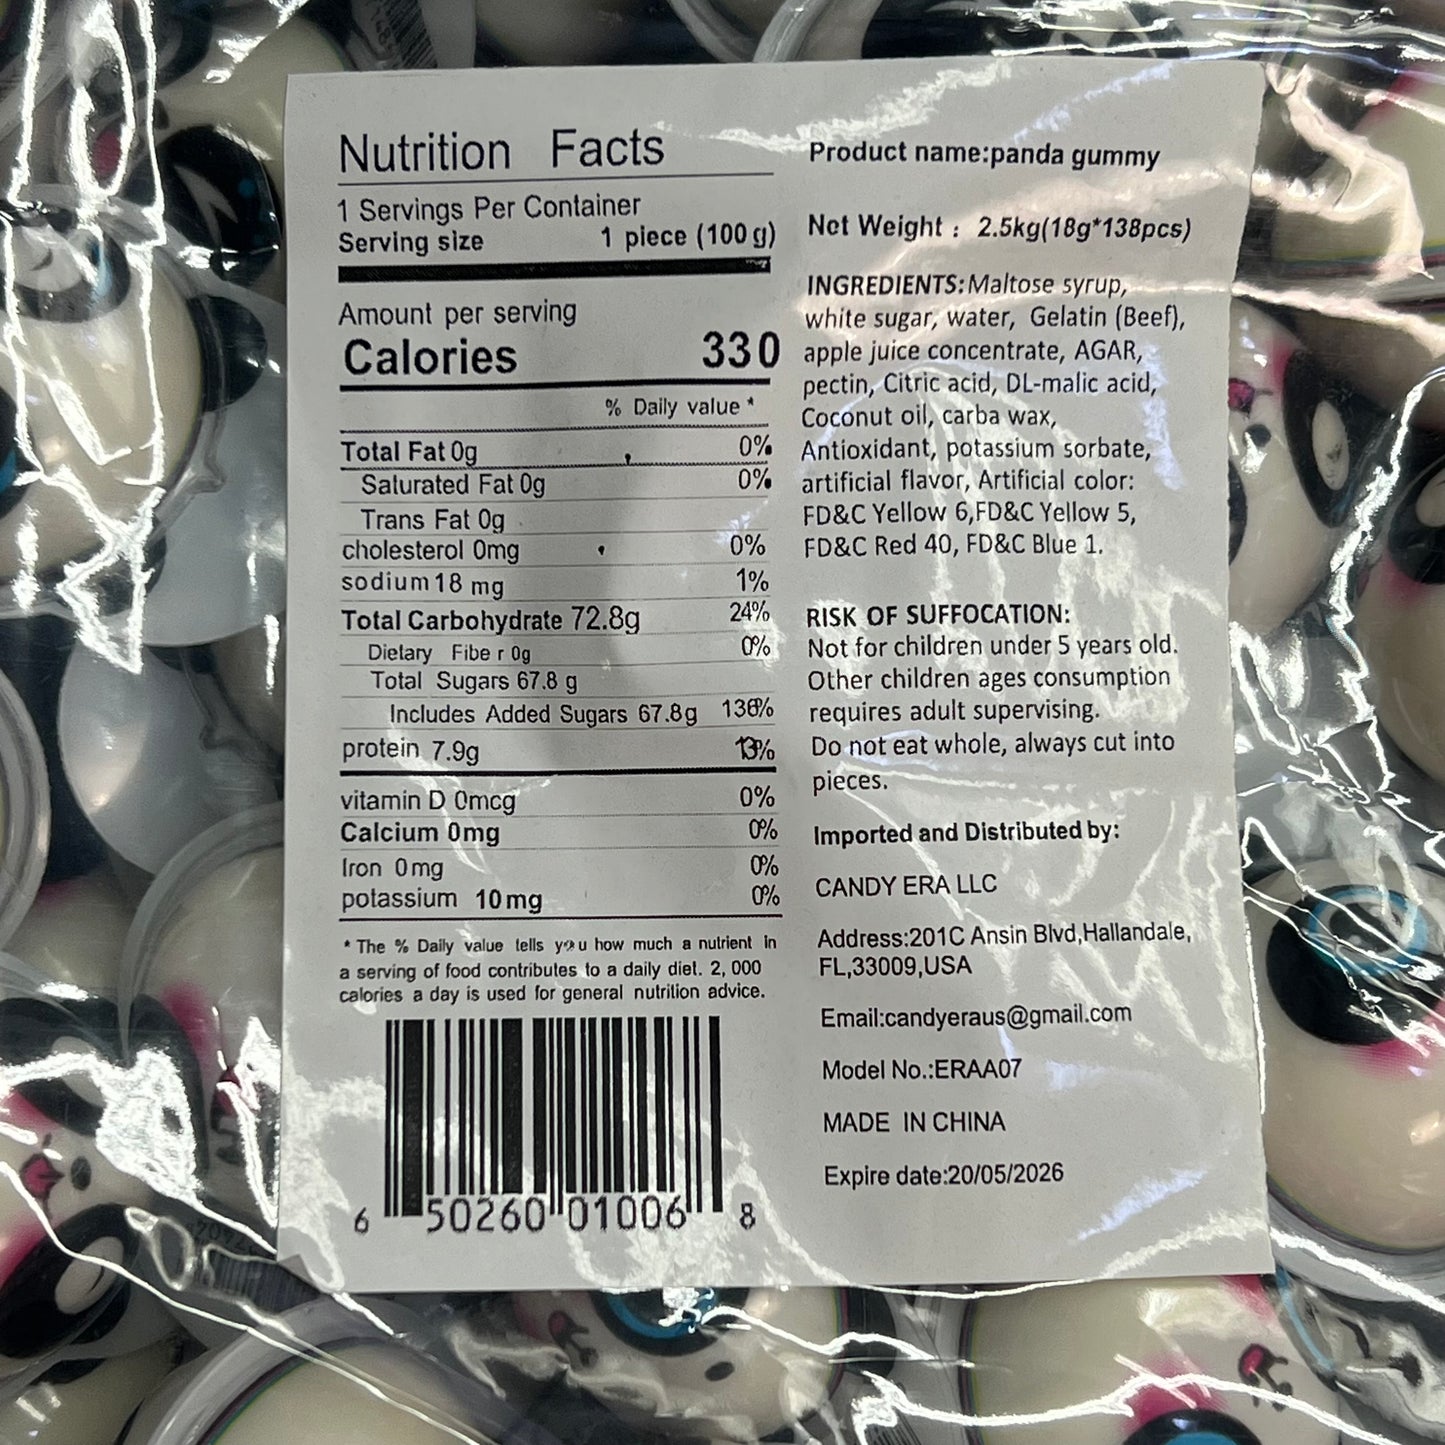 Nutrition Facts
1 Servings Per Container
Serving size 1 piece (100 g)
Amount per serving
Calories 330
% Daily value *
Total Fat 0g 0%
Saturated Fat 0g 0%
Trans Fat 0g
cholesterol 0mg 0%
sodium 18 mg 1%
Total Carbohydrate 72.8g 24%
Dietary Fibe r 0g 0%
Total Sugars 67.8 g
Includes Added Sugars 67.8g 136%
protein 7.9g 13%
vitamin D 0mcg 0%
Calcium 0mg 0%
Iron 0mg 0%
potassium 10mg 0%
* The % Daily value tells you how much a nutrient in
a serving of food contributes to a daily diet. 2, 000
calories a day is used for general nutrition advice.
6 50260 01006 8
Product name:panda gummy
Net Weight : 2.5kg(18g*138pcs)
INGREDIENTS:Maltose syrup,
white sugar, water, Gelatin (Beef),
apple juice concentrate, AGAR,
pectin, Citric acid, DL-malic acid,
Coconut oil, carba wax,
Antioxidant, potassium sorbate,
artificial flavor, Artificial color:
FD&C Yellow 6,FD&C Yellow 5,
FD&C Red 40, FD&C Blue 1.
RISK OF SUFFOCATION:
Not for children under 5 years old.
Other children ages consumption
requires adult supervising.
Do not eat whole, always cut into
pieces.
Imported and Distributed by:
CANDY ERA LLC
Address:201C Ansin Blvd,Hallandale,
FL,33009,USA
Email:candyeraus@gmail.com
Model No.:ERAA07
MADE IN CHINA
Expire date:20/05/2026